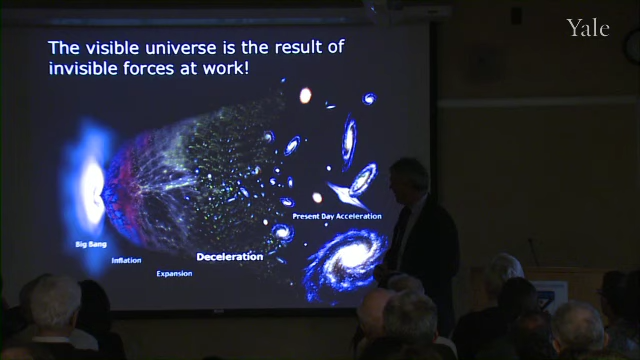 Yale
The visible universe is the result of
invisible forces at work!
Present Day Acceleration
Big Bang
Deceleration
Inflation
Expansion